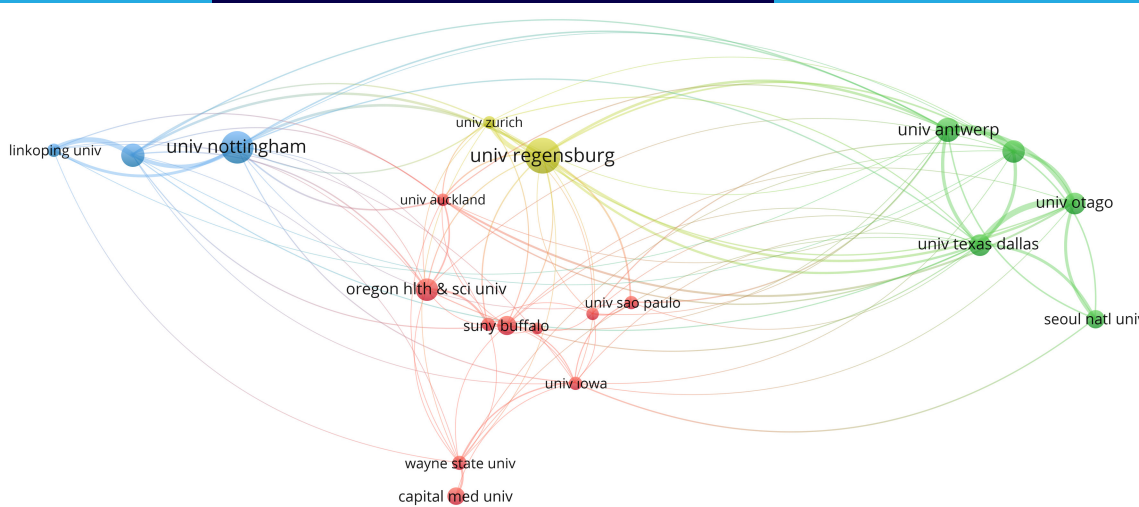 univ zurich
linkoping univ
univ nottingham
univ regensburg
univ antwerp
univ auckland
univ otago
univ texas dallas
oregon hlth & sci univ
univ sao paulo
suny buffalo
seoul natl univ
univ iowa
wayne state univ
capital med univ